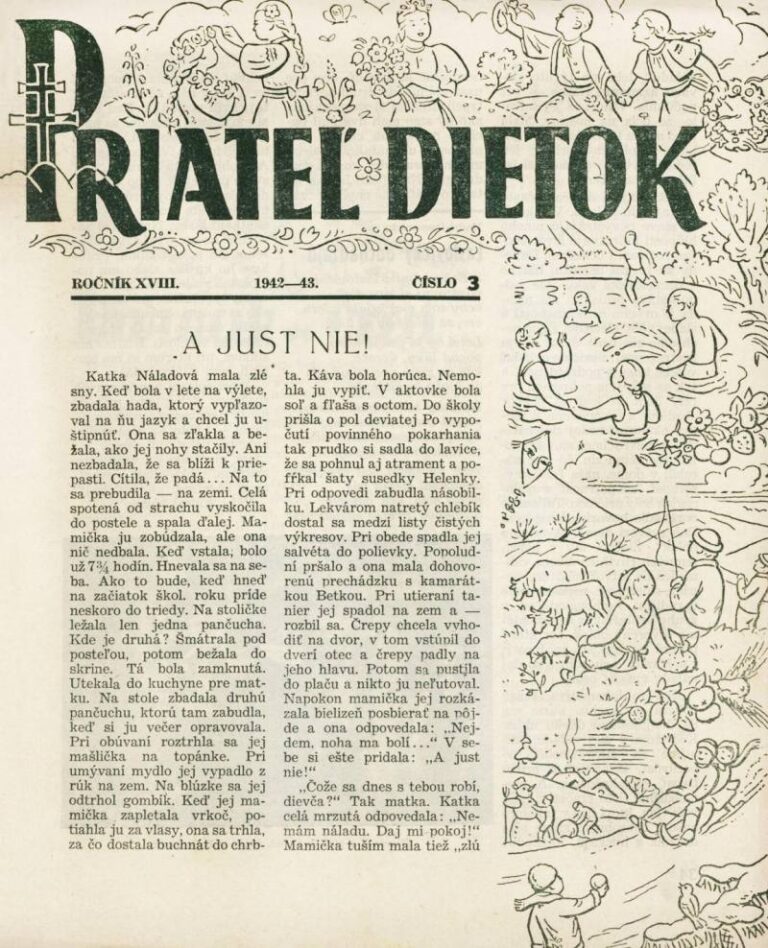 PRIATEĽ DIETOK
ROČNÍK XVIII. 1942—43. ČÍSLO 3
A JUST NIE!
Katka Náladová mala zlé
sny. Keď bola v lete na výlete,
zbadala hada, ktorý vypľazo-
val na ňu jazyk a chcel ju u-
štipnúť. Ona sa zľakla a be-
žala, ako jej nohy stačily. Ani
nezbadala, že sa blíži k prie-
pasti. Cítila, že padá... Na to
sa prebudila — na zemi. Celá
spotená od strachu vyskočila
do postele a spala ďalej. Ma-
mička ju zobúdzala, ale ona
nič nedbala. Keď vstala, bolo
už 7¾ hodín. Hnevala sa na se-
ba. Ako to bude, keď hneď
na začiatok škol. roku príde
neskoro do triedy. Na stoličke
ležala len jedna pančucha.
Kde je druhá? Šmátrala pod
posteľou, potom bežala do
skrine. Tá bola zamknutá.
Utekala do kuchyne pre mat-
ku. Na stole zbadala druhú
pančuchu, ktorú tam zabudla,
keď si ju večer opravovala.
Pri obúvaní roztrhla sa jej
mašlička na topánke. Pri
umývaní mydlo jej vypadlo z
rúk na zem. Na blúzke sa jej
odtrhol gombík. Keď jej ma-
mička zapletala vrkoč, po-
tiahla ju za vlasy, ona sa trhla,
za čo dostala buchnát do chrb-
ta. Káva bola horúca. Nemo-
hla ju vypiť. V aktovke bola
soľ a fľaša s octom. Do školy
prišla o pol deviatej Po vypo-
čutí povinného pokarhania
tak prudko si sadla do lavice,
že sa pohnul aj atrament a po-
fŕkal šaty susedky Helenky.
Pri odpovedi zabudla násobil-
ku. Lekvárom natretý chlebík
dostal sa medzi listy čistých
výkresov. Pri obede spadla jej
salvéta do polievky. Popolud-
ní pršalo a ona mala dohovo-
renú prechádzku s kamarát-
kou Betkou. Pri utieraní ta-
nier jej spadol na zem a —
rozbil sa. Črepy chcela vyho-
diť na dvor, v tom vstúpil do
dverí otec a črepy padly na
jeho hlavu. Potom sa pustila
do plaču a nikto ju neľutoval.
Napokon mamička jej rozká-
zala bielizeň posbierať na pôj-
de a ona odpovedala: „Nej-
dem, noha ma bolí...“ V se-
be si ešte pridala: „A just
nie!“
„Čože sa dnes s tebou robí,
dievča?“ Tak matka. Katka
celá mrzutá odpovedala: „Ne-
mám náladu. Daj mi pokoj!“
Mamička tuším mala tiež „zlú